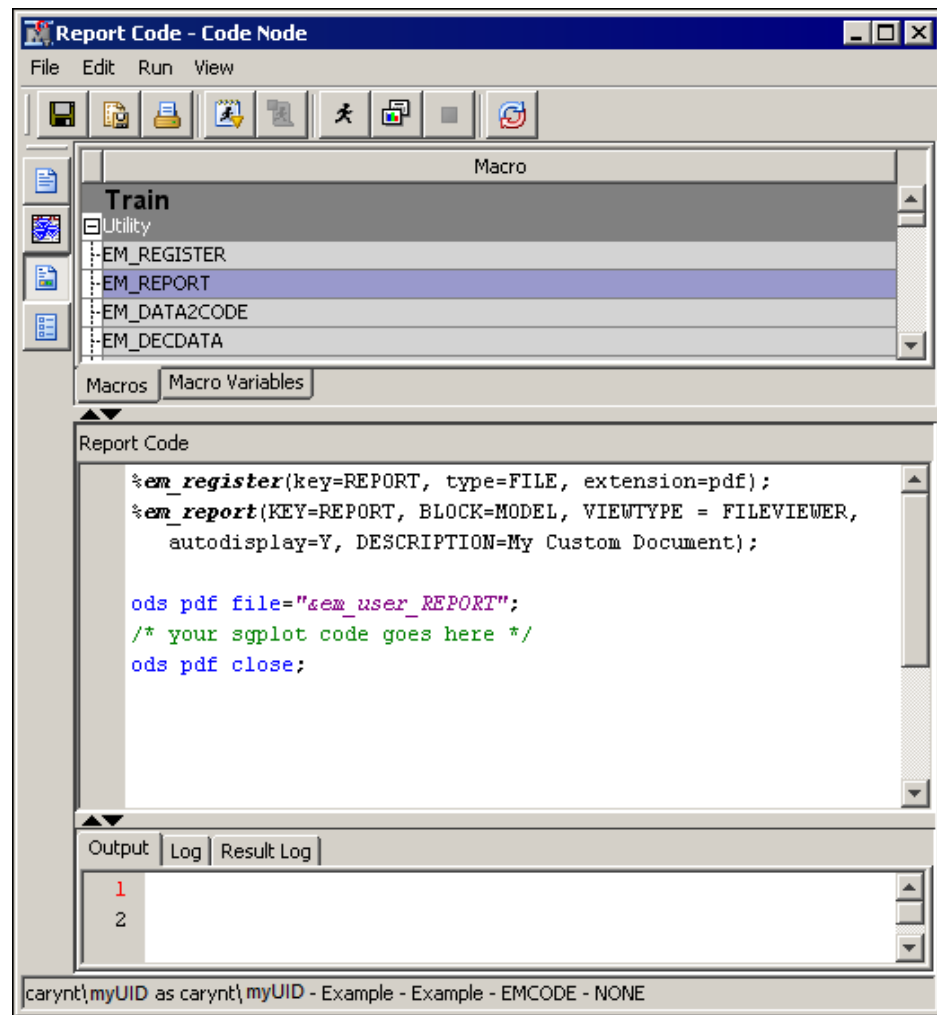 Report Code - Code Node
File Edit Run View
Macro
Train
Utility
EM_REGISTER
EM_REPORT
EM_DATA2CODE
EM_DECDATA
Macros Macro Variables
Report Code
%em_register(key=REPORT, type=FILE, extension=pdf);
%em_report(KEY=REPORT, BLOCK=MODEL, VIEWTYPE = FILEVIEWER,
autodisplay=Y, DESCRIPTION=My Custom Document);
ods pdf file="&em_user_REPORT";
/* your sgplot code goes here */
ods pdf close;
Output Log Result Log
1
2
carynt\myUID as carynt\myUID - Example - Example - EMCODE - NONE